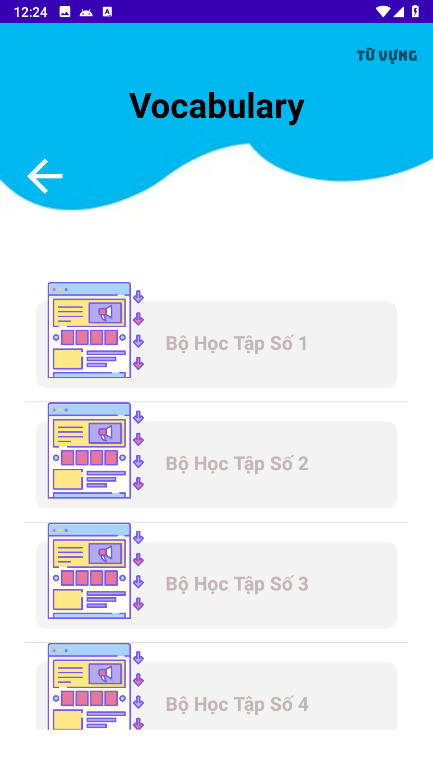 12:24
TỪ VỰNG
Vocabulary
Bộ Học Tập Số 1
Bộ Học Tập Số 2
Bộ Học Tập Số 3
Bộ Học Tập Số 4